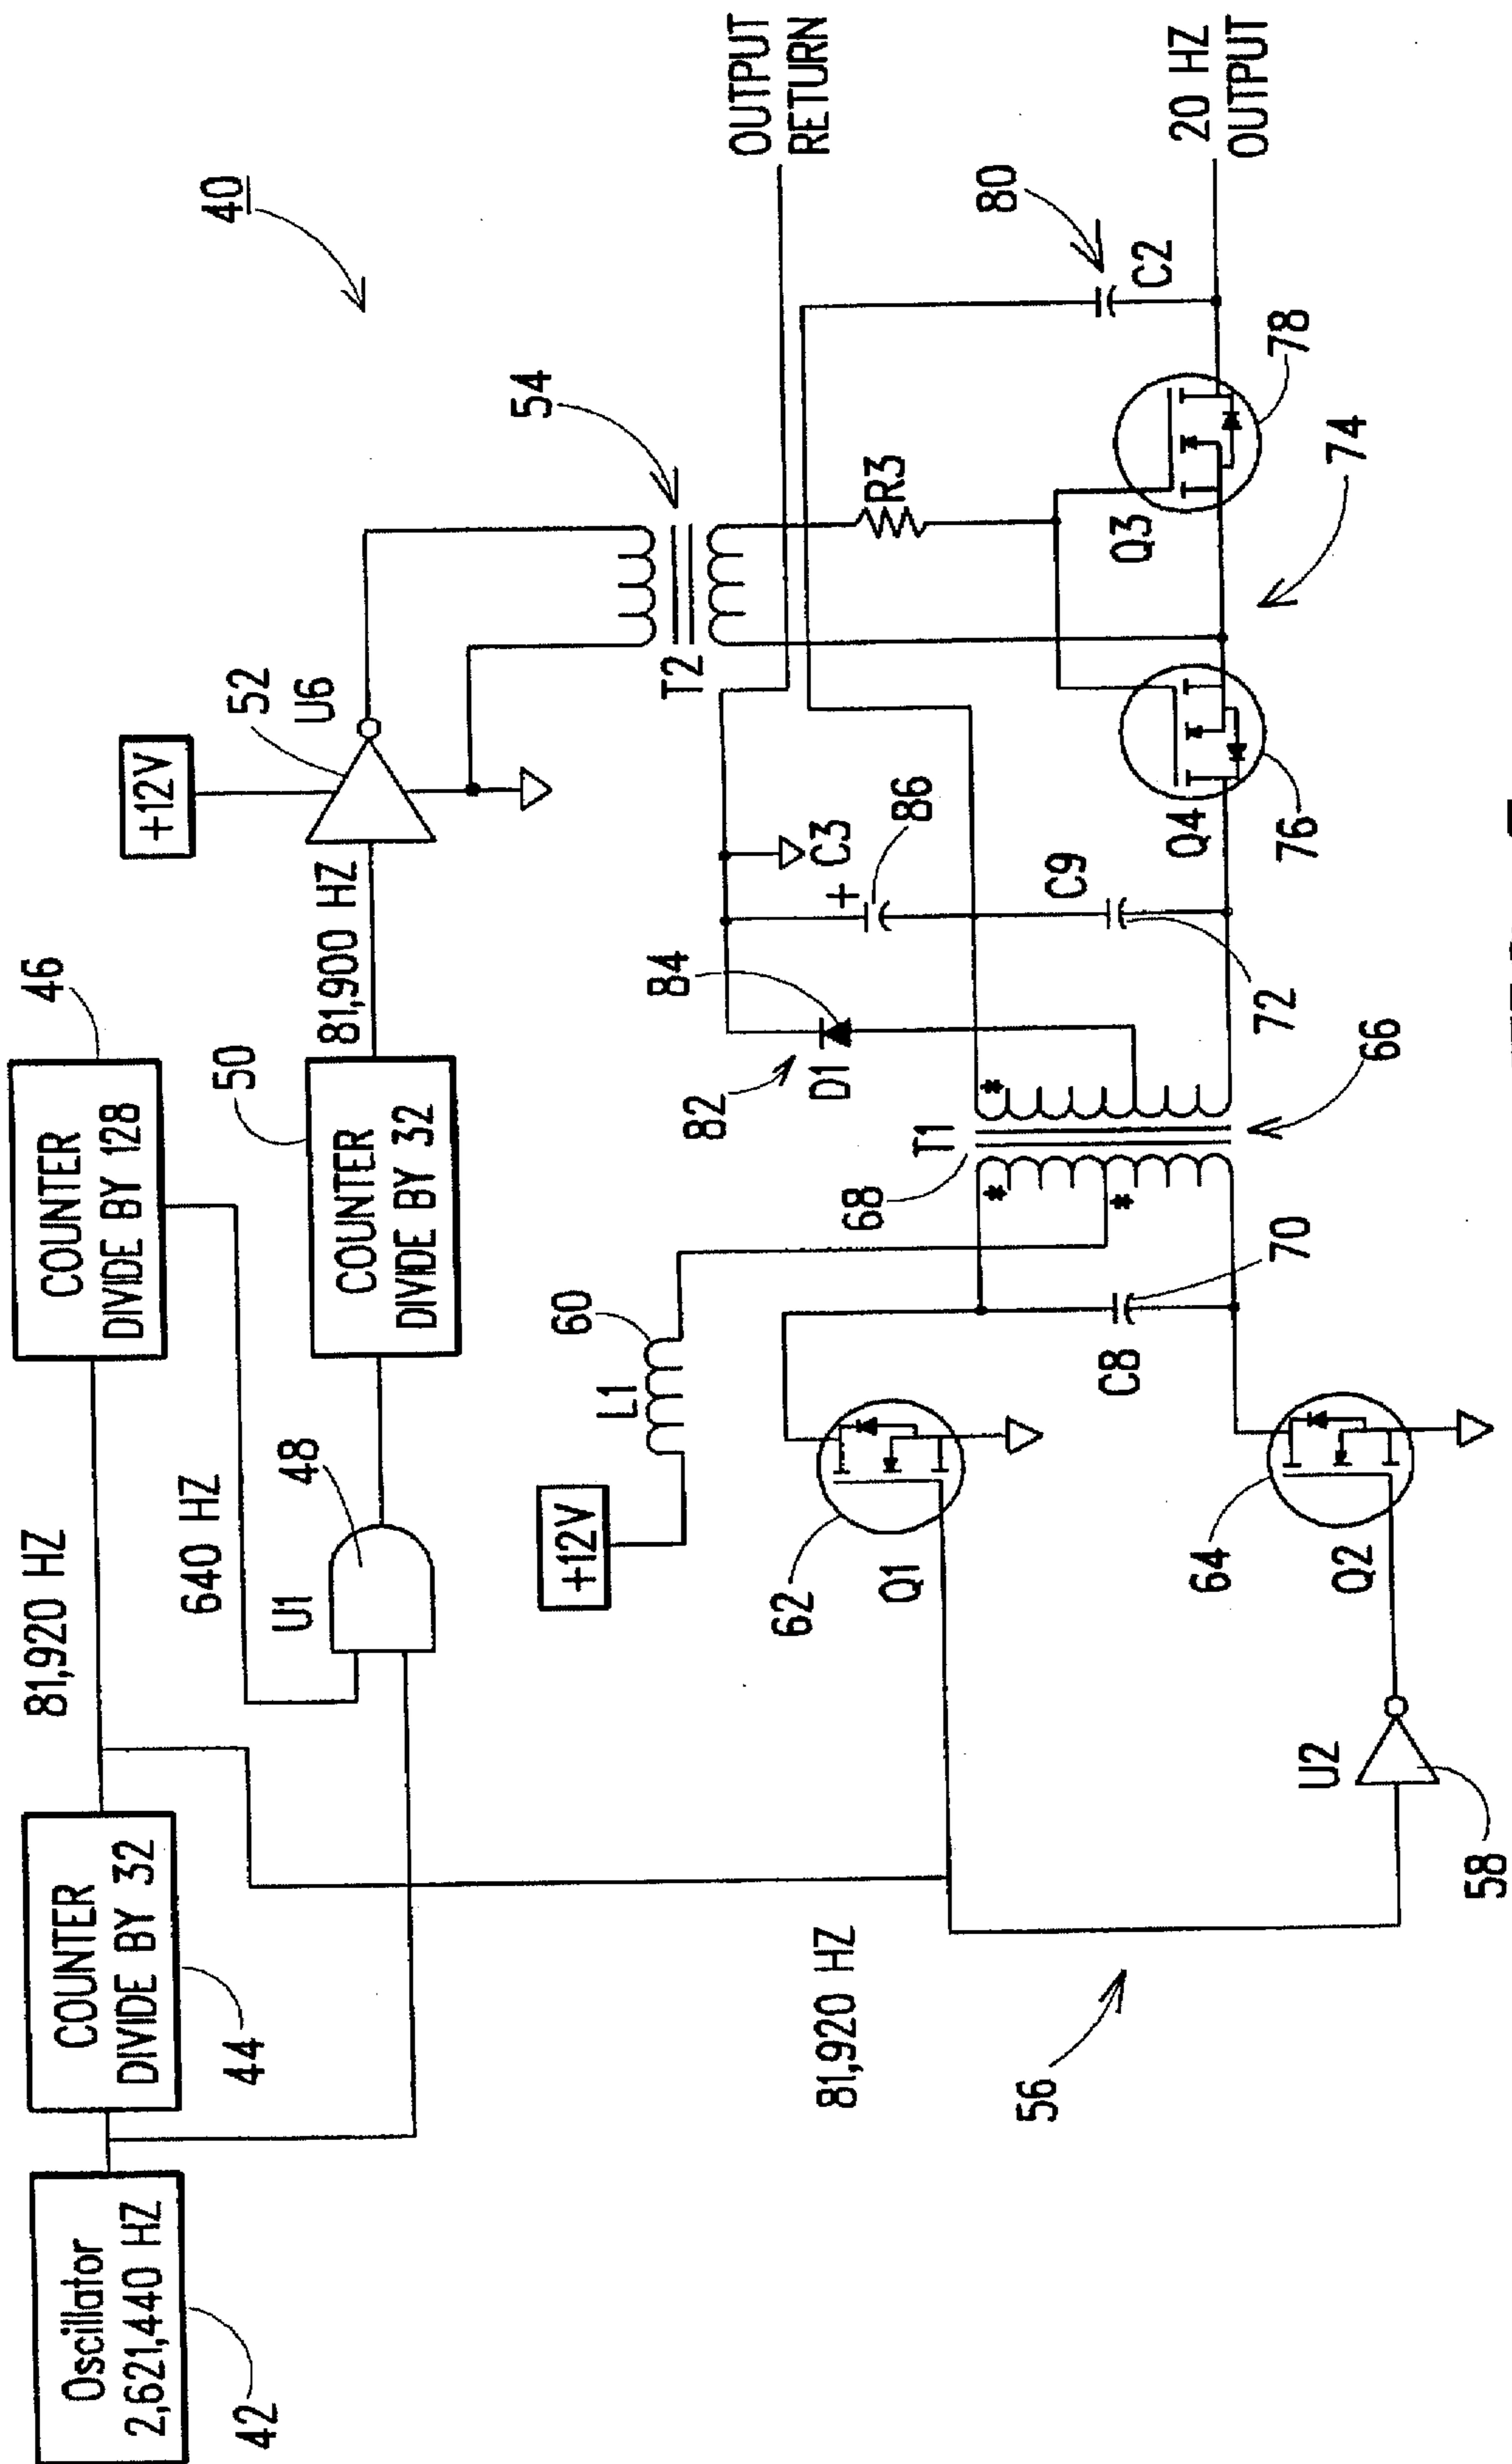 40
Oscillator
2,621,440 HZ
42
COUNTER
DIVIDE BY 32
44
81,920 HZ
COUNTER
DIVIDE BY 128
46
640 HZ
U1
48
COUNTER
DIVIDE BY 32
50
81,900 HZ
+12V
52
U6
T2
54
OUTPUT
RETURN
81,920 HZ
56
U2
58
+12V
L1
60
62
Q1
64
Q2
C8
70
68
T1
*
*
*
66
82
D1
84
+
C3
86
C9
72
Q4
76
R3
Q3
78
74
80
C2
20 HZ
OUTPUT